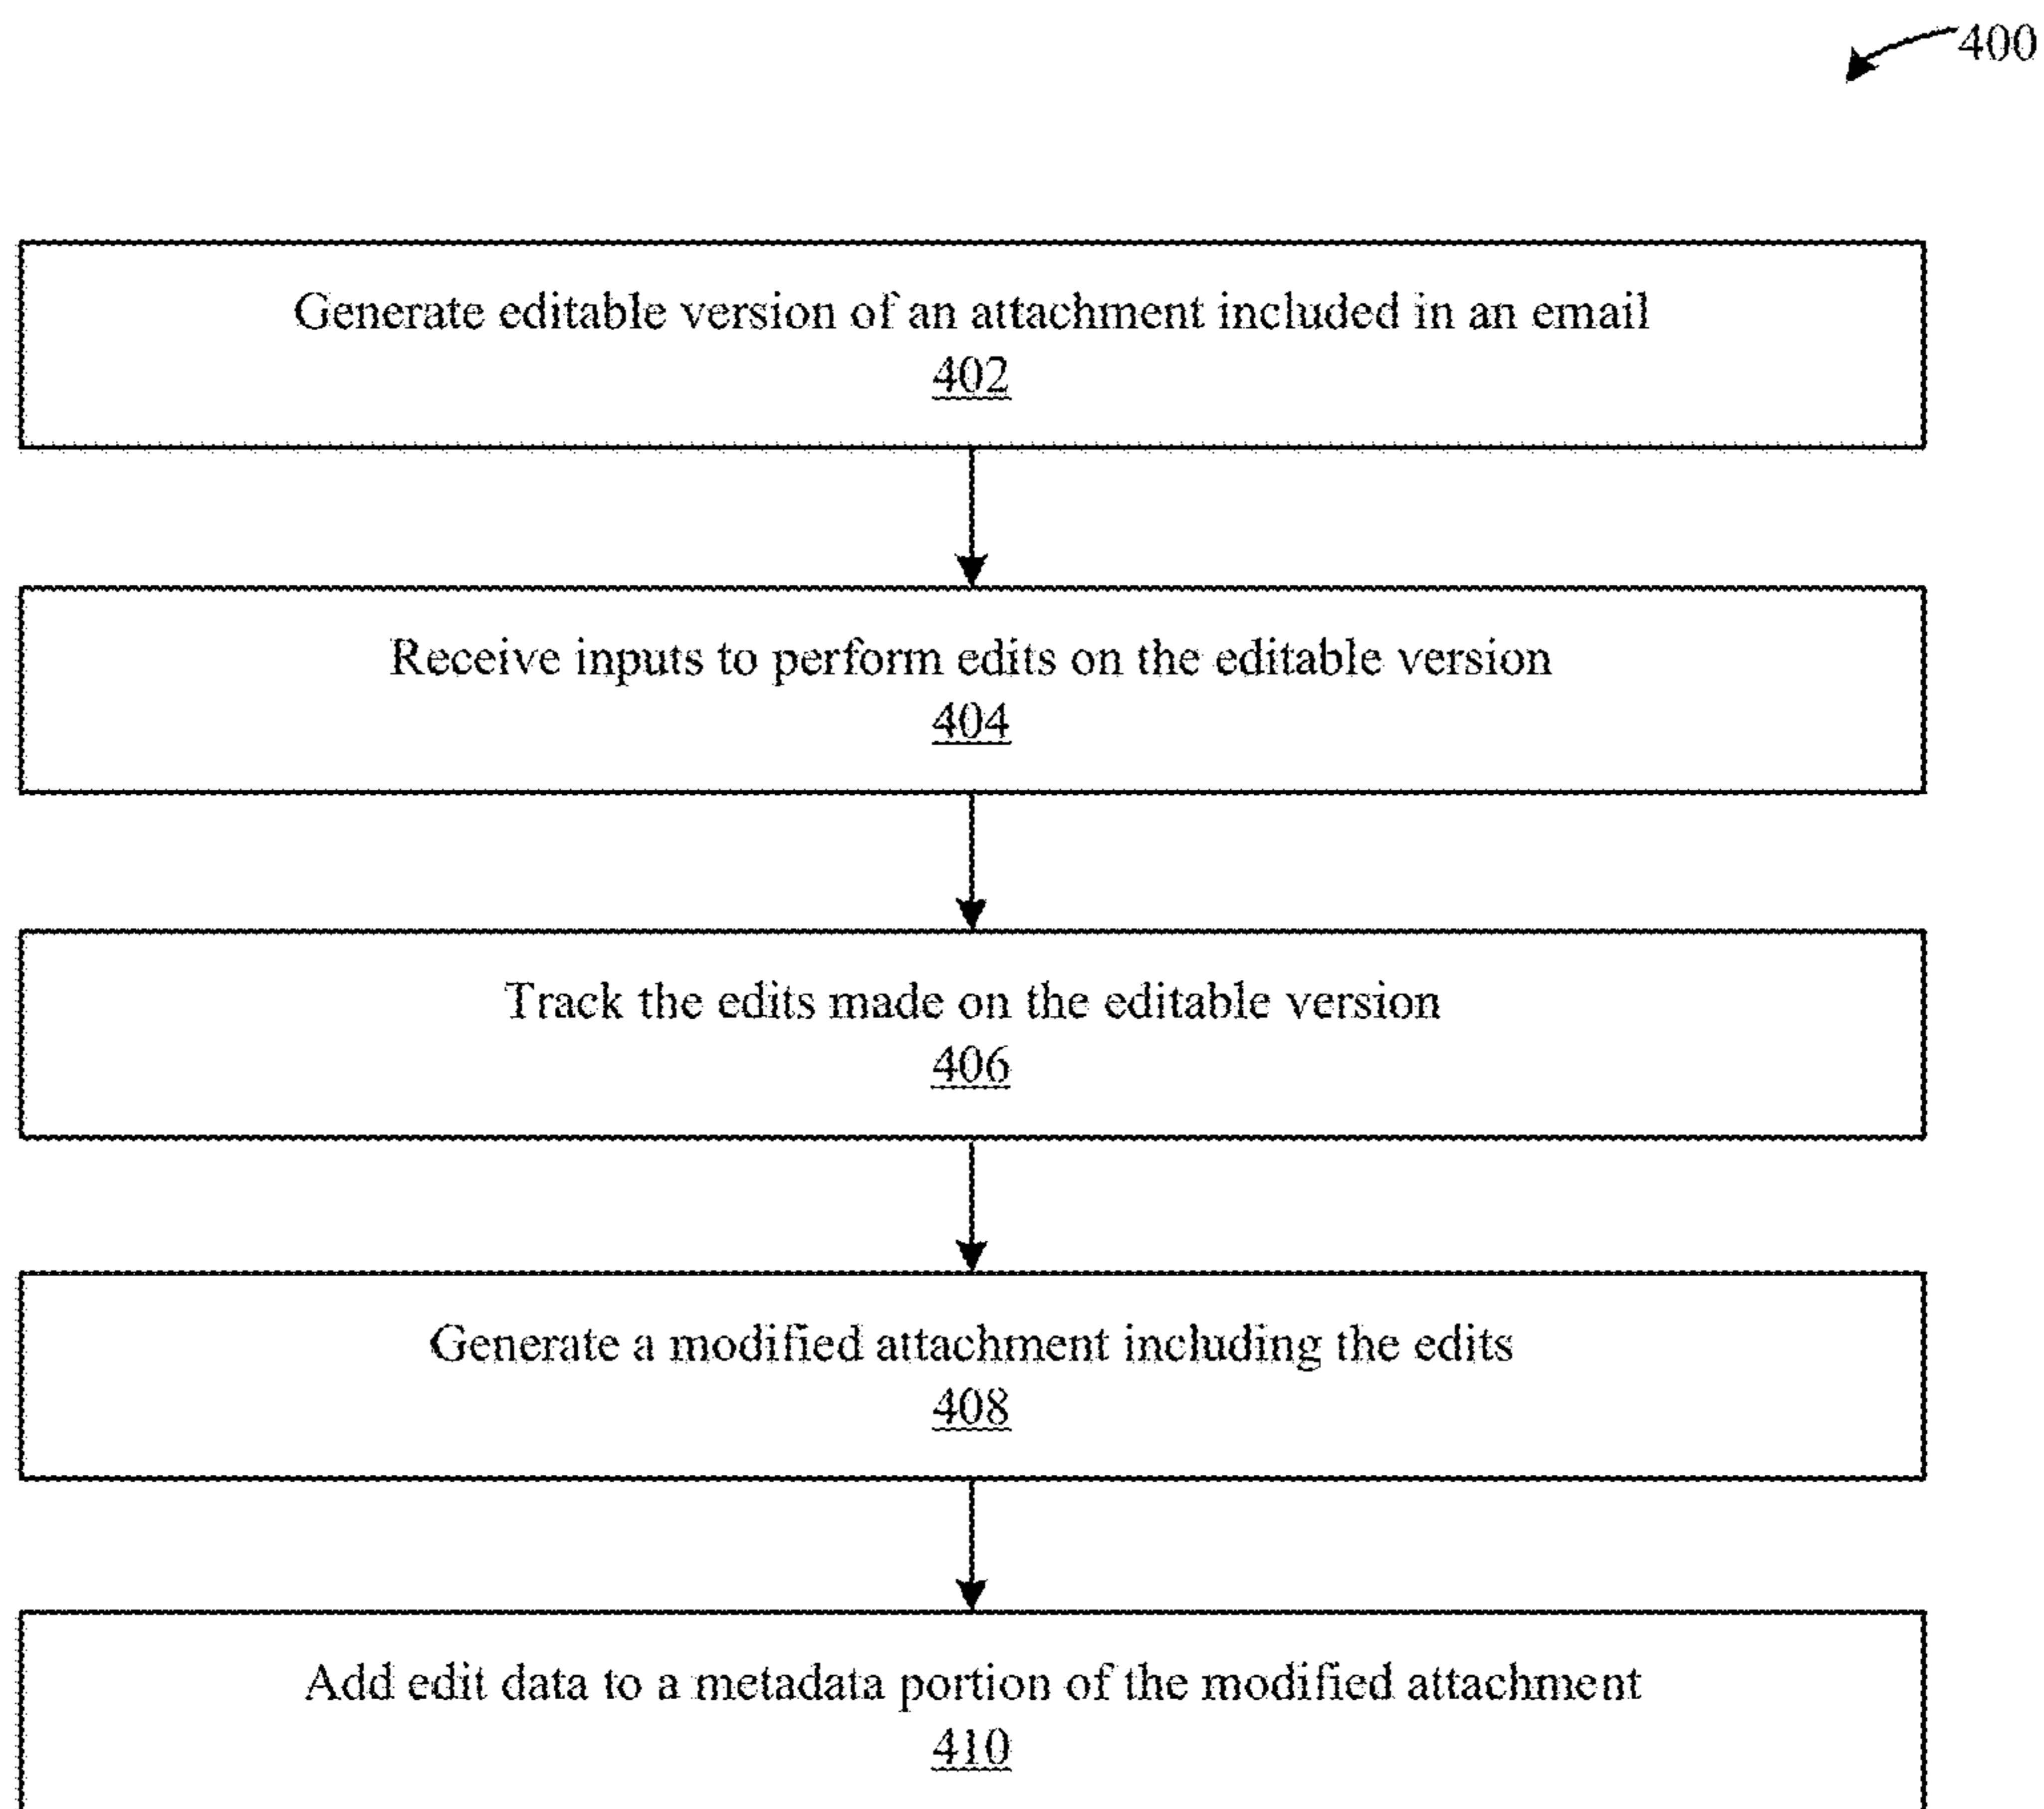 400
Generate editable version of an attachment included in an email
402
Receive inputs to perform edits on the editable version
404
Track the edits made on the editable version
406
Generate a modified attachment including the edits
408
Add edit data to a metadata portion of the modified attachment
410